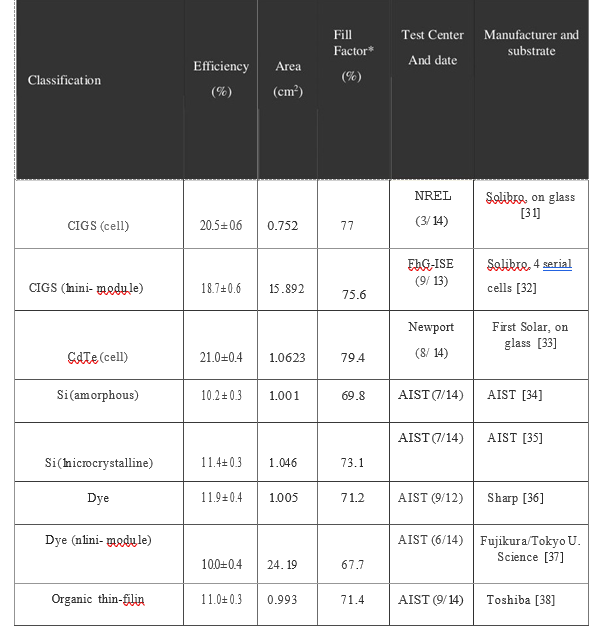 Classification
Efficiency
(%)
Area
(cm²)
Fill
Factor*
(%)
Test Center
And date
Manufacturer and
substrate
CIGS (cell)
20.5±0.6
0.752
77
NREL
(3/14)
Solibro, on glass
[31]
CIGS (lnini- module)
18.7±0.6
15.892
75.6
FhG-ISE
(9/ 13)
Solibro, 4 serial
cells [32]
CdTe (cell)
21.0±0.4
1.0623
79.4
Newport
(8/ 14)
First Solar, on
glass [33]
Si (amorphous)
10.2±0.3
1.001
69.8
AIST (7/14)
AIST [34]
Si (lnicrocrystalline)
11.4±0.3
1.046
73.1
AIST (7/14)
AIST [35]
Dye
11.9±0.4
1.005
71.2
AIST (9/12)
Sharp [36]
Dye (nlini- module)
10.0±0.4
24. 19
67.7
AIST (6/14)
Fujikura/Tokyo U.
Science [37]
Organic thin-filin
11.0±0.3
0.993
71.4
AIST (9/14)
Toshiba [38]